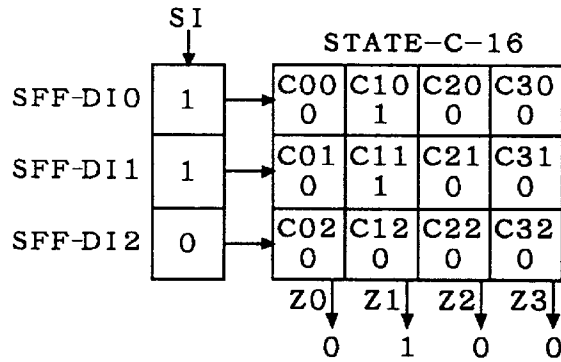 SI
STATE-C-16
SFF-DI0 1 C00 C10 C20 C30
0 1 0 0
SFF-DI1 1 C01 C11 C21 C31
0 1 0 0
SFF-DI2 0 C02 C12 C22 C32
0 0 0 0
Z0 Z1 Z2 Z3
0 1 0 0